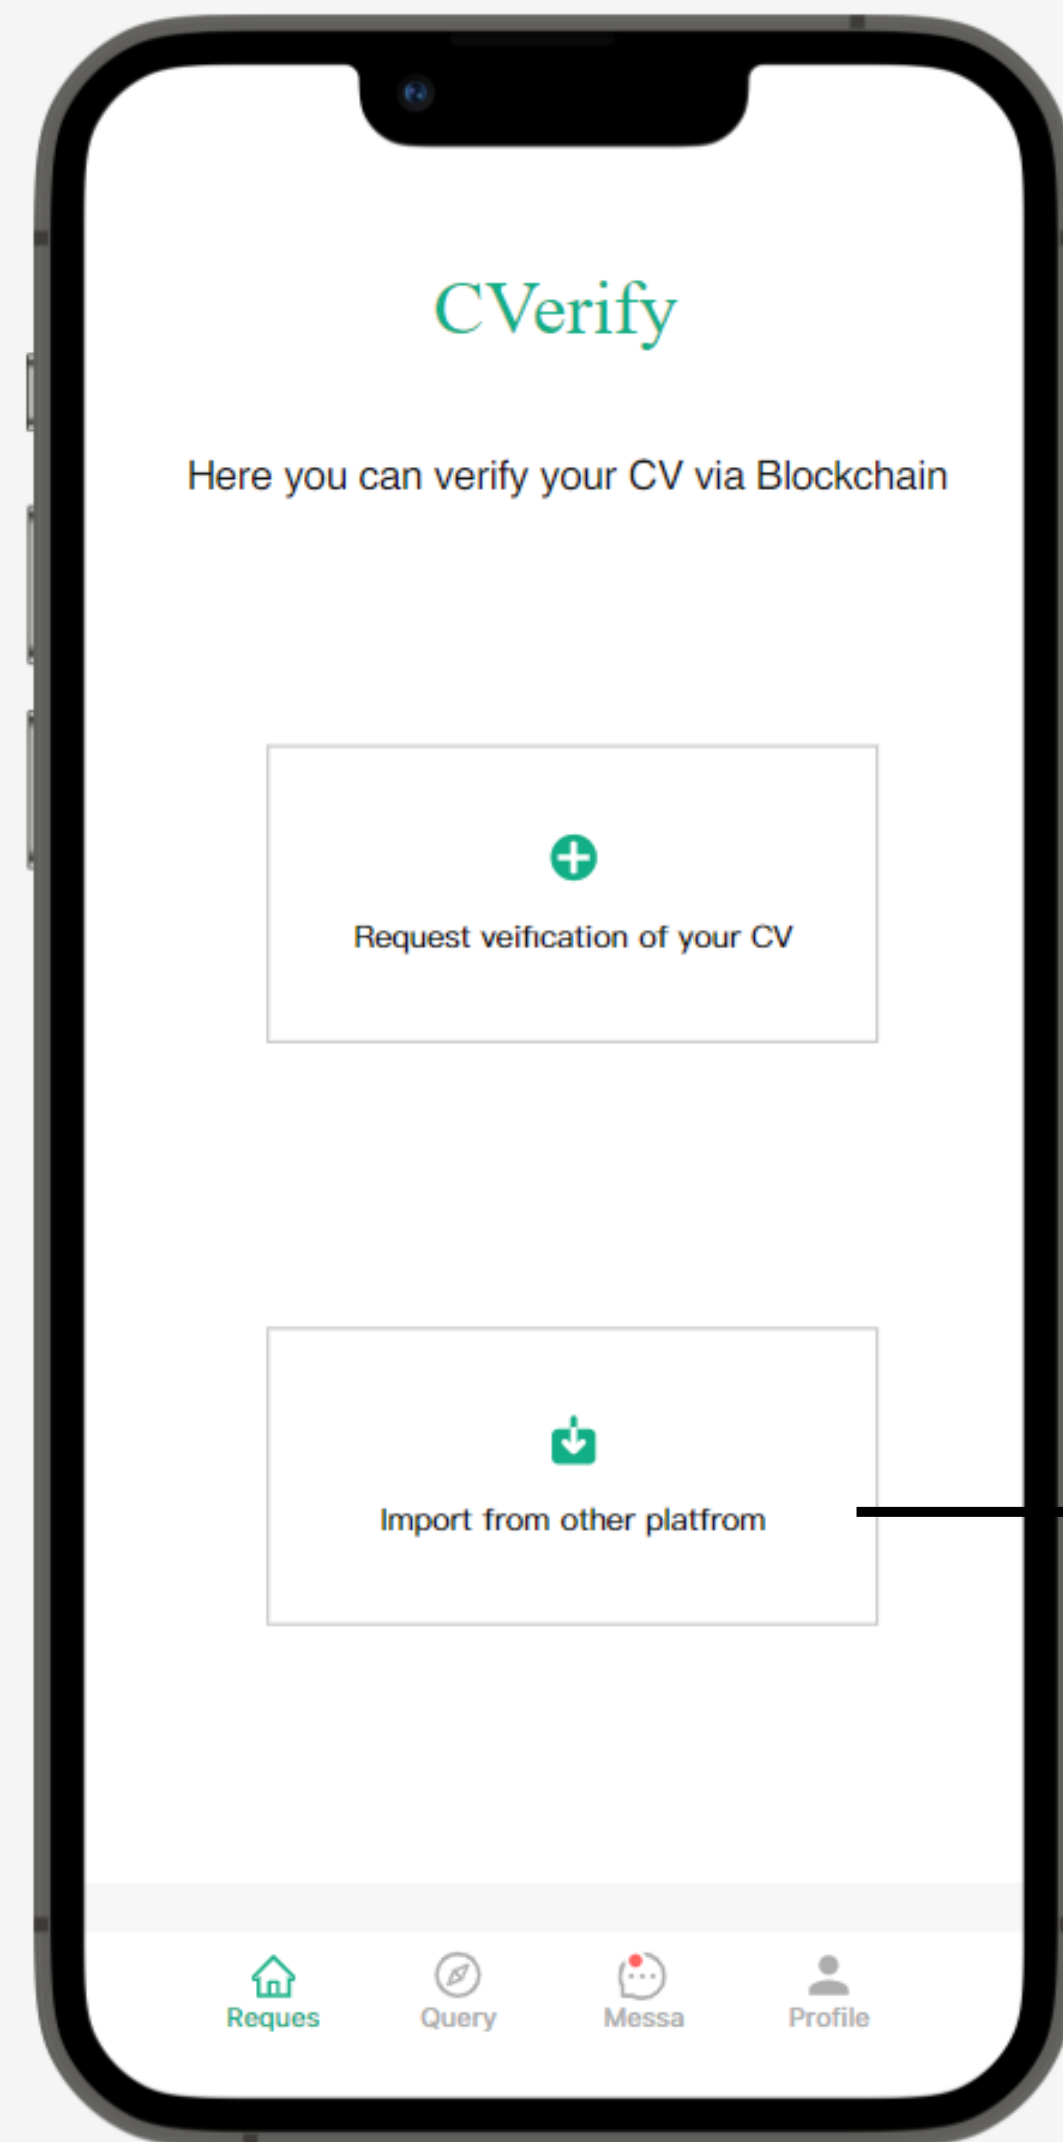 CVerify
Here you can verify your CV via Blockchain
Request veification of your CV
Import from other platfrom
Reques
Query
Messa
Profile